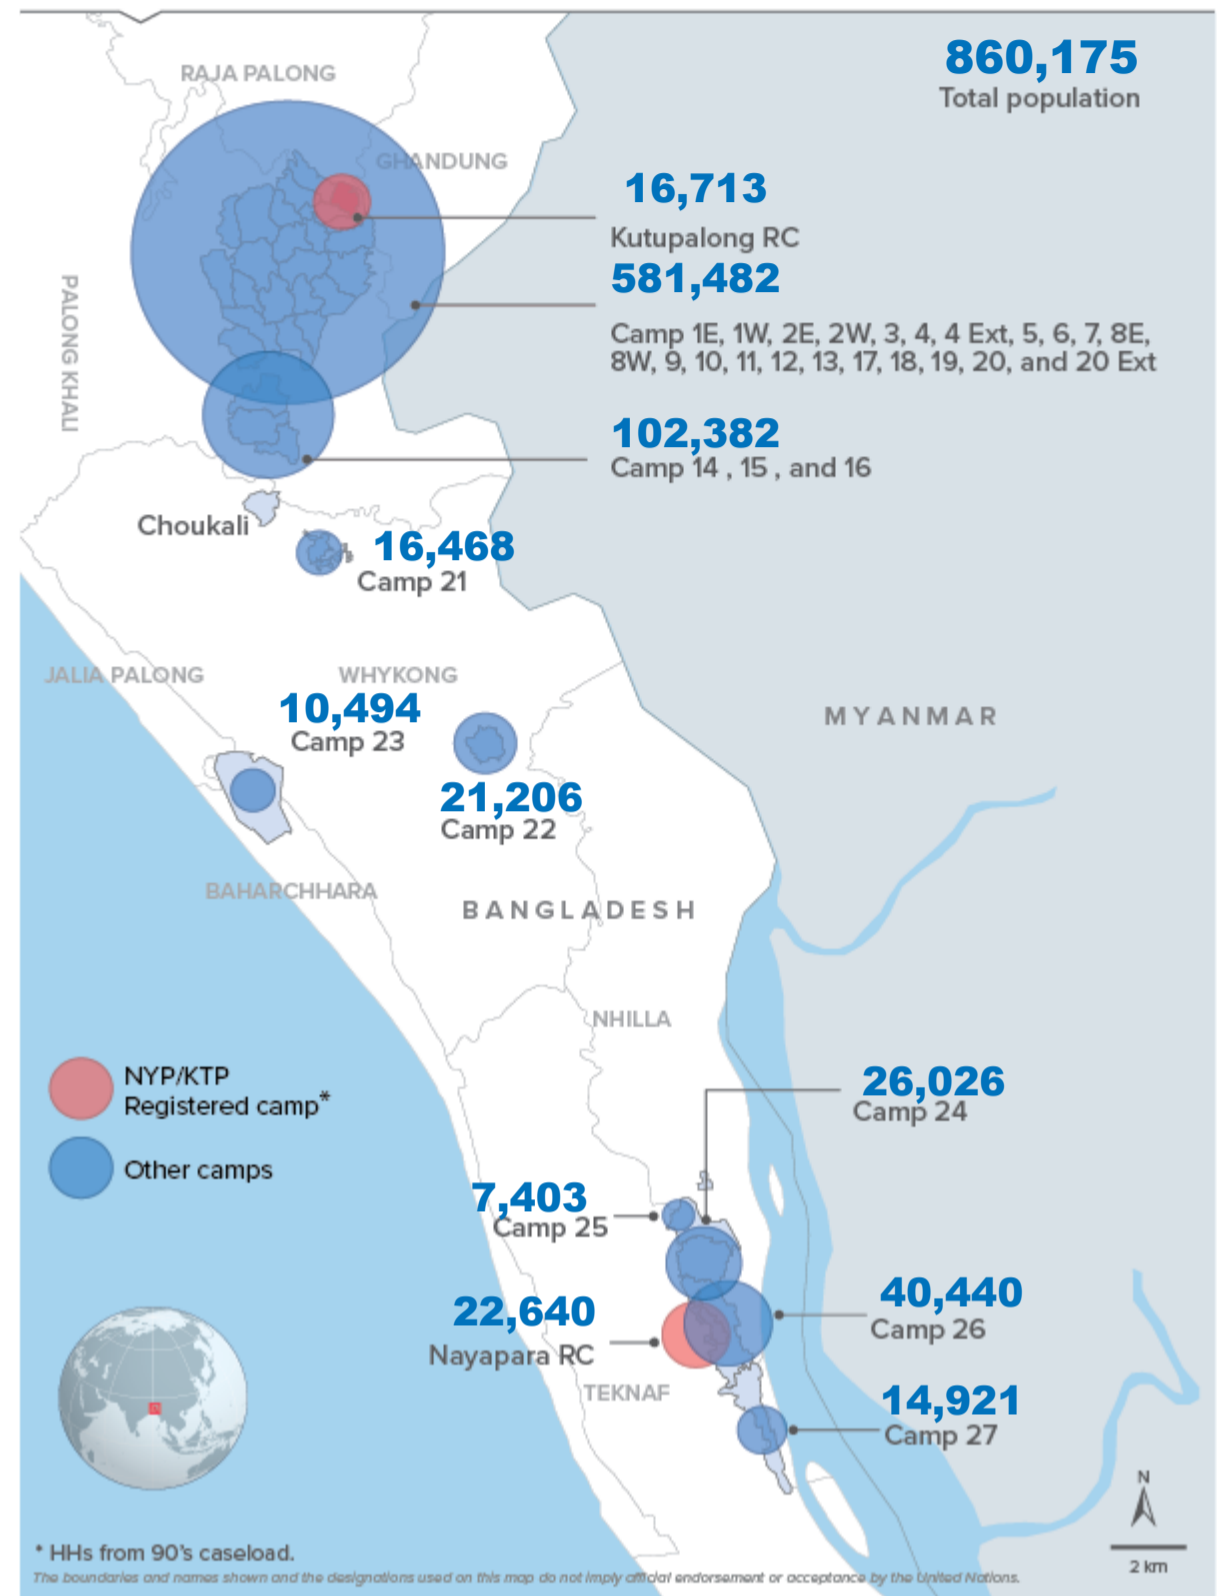 860,175
Total population
RAJA PALONG
GHANDUNG
16,713
Kutupalong RC
581,482
Camp 1E, 1W, 2E, 2W, 3, 4, 4 Ext, 5, 6, 7, 8E,
8W, 9, 10, 11, 12, 13, 17, 18, 19, 20, and 20 Ext
PALONG KHALI
102,382
Camp 14 , 15 , and 16
Choukali
16,468
Camp 21
JALIA PALONG
WHYKONG
10,494
Camp 23
MYANMAR
21,206
Camp 22
BAHARCHHARA
BANGLADESH
NHILLA
NYP/KTP
Registered camp*
Other camps
26,026
Camp 24
7,403
Camp 25
22,640
Nayapara RC
40,440
Camp 26
TEKNAF
14,921
Camp 27
N
2 km
* HHs from 90's caseload.
The boundaries and names shown and the designations used on this map do not imply official endorsement or acceptance by the United Nations.